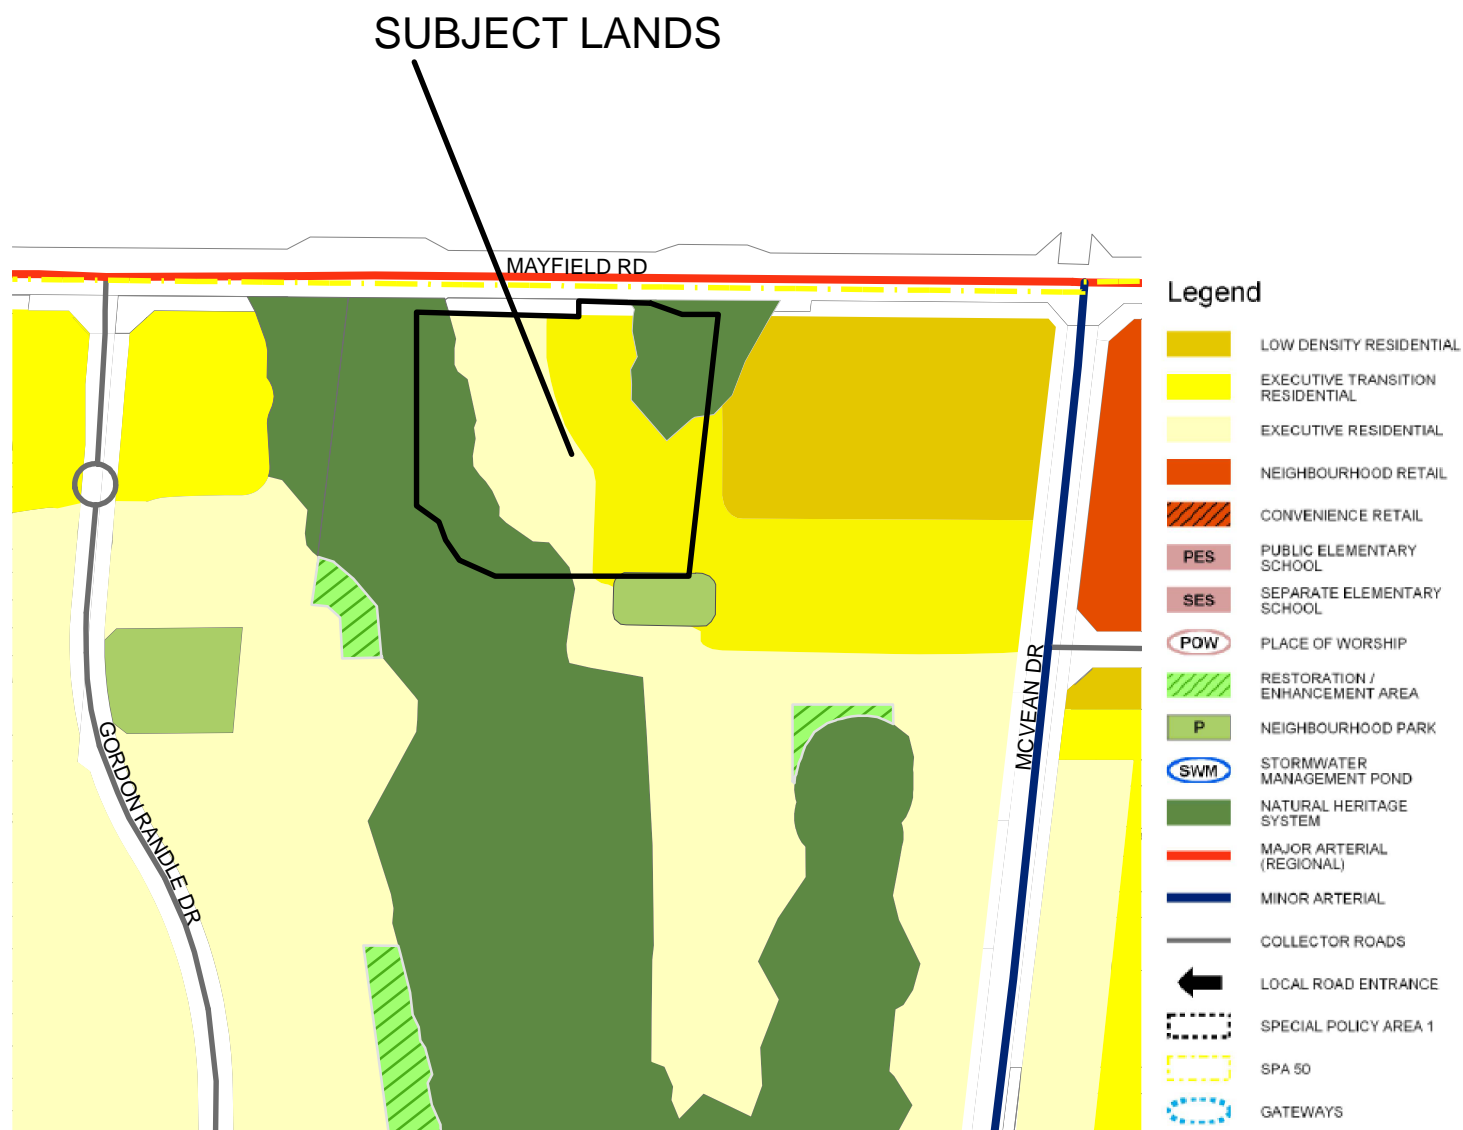 SUBJECT LANDS
MAYFIELD RD
GORDON RANDLE DR
MCVEAN DR
Legend
LOW DENSITY RESIDENTIAL
EXECUTIVE TRANSITION
RESIDENTIAL
EXECUTIVE RESIDENTIAL
NEIGHBOURHOOD RETAIL
CONVENIENCE RETAIL
PES
PUBLIC ELEMENTARY
SCHOOL
SES
SEPARATE ELEMENTARY
SCHOOL
POW
PLACE OF WORSHIP
RESTORATION /
ENHANCEMENT AREA
P
NEIGHBOURHOOD PARK
SWM
STORMWATER
MANAGEMENT POND
NATURAL HERITAGE
SYSTEM
MAJOR ARTERIAL
(REGIONAL)
MINOR ARTERIAL
COLLECTOR ROADS
LOCAL ROAD ENTRANCE
SPECIAL POLICY AREA 1
SPA 50
GATEWAYS